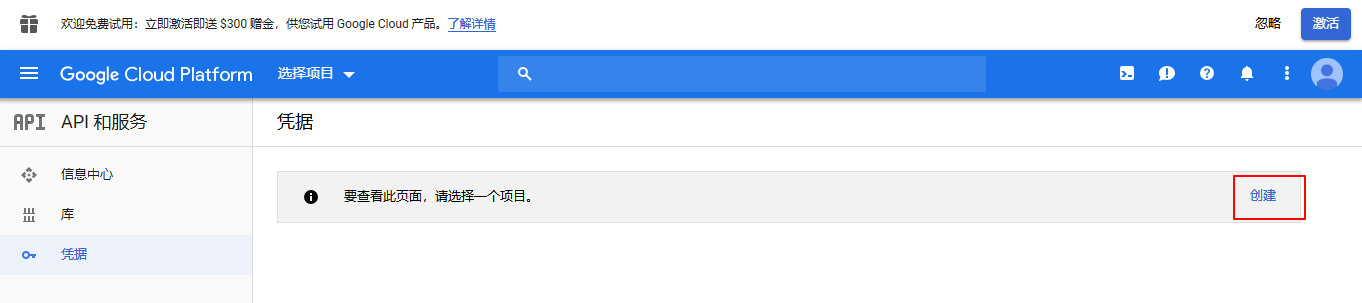 欢迎免费试用：立即激活即送 $300 赠金，供您试用 Google Cloud 产品。了解详情 忽略 激活
Google Cloud Platform 选择项目
API API 和服务 凭据
信息中心
要查看此页面，请选择一个项目。 创建
库
凭据